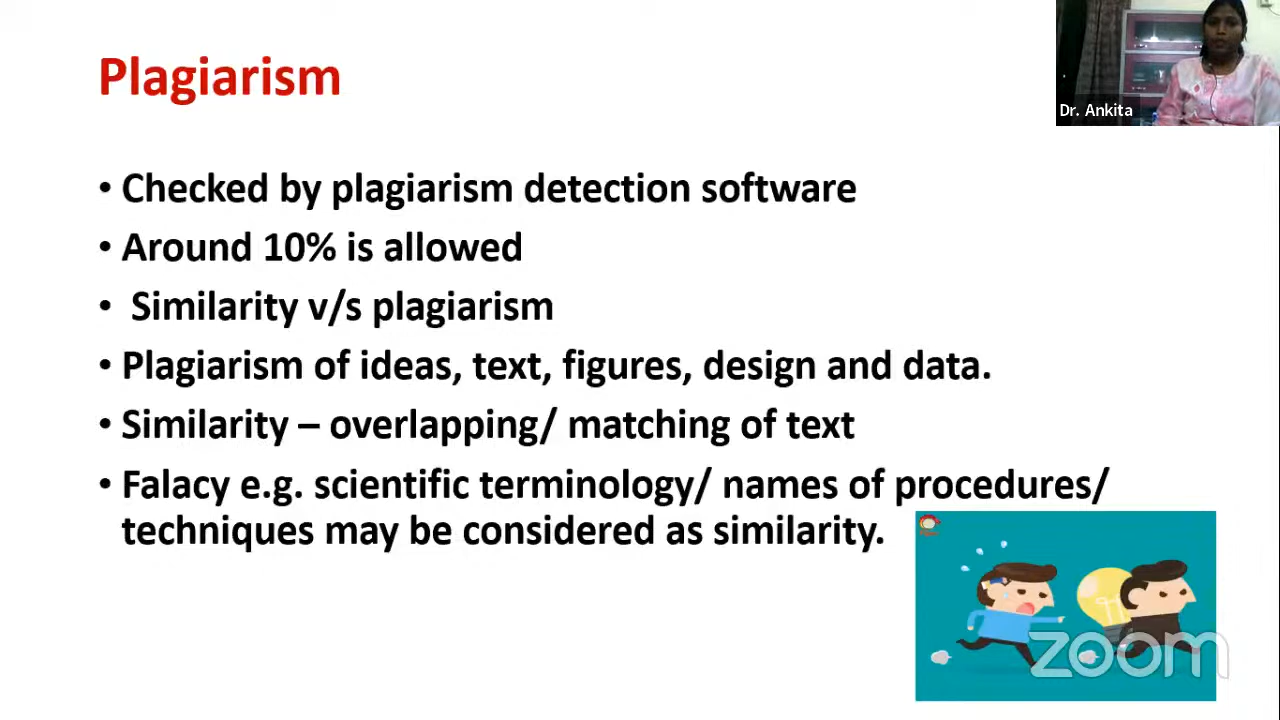 Plagiarism
Dr. Ankita
• Checked by plagiarism detection software
• Around 10% is allowed
• Similarity v/s plagiarism
• Plagiarism of ideas, text, figures, design and data.
• Similarity – overlapping/ matching of text
• Falacy e.g. scientific terminology/ names of procedures/
techniques may be considered as similarity.
zoom